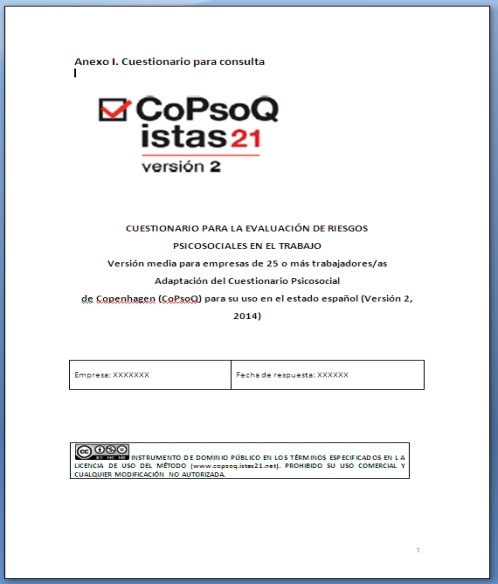 Anexo I. Cuestionario para consulta
CoPsoQ
istas21
versión 2
CUESTIONARIO PARA LA EVALUACIÓN DE RIESGOS
PSICOSOCIALES EN EL TRABAJO
Versión media para empresas de 25 o más trabajadores/as
Adaptación del Cuestionario Psicosocial
de Copenhagen (CoPsoQ) para su uso en el estado español (Versión 2,
2014)
Empresa: XXXXXXX
Fecha de respuesta: XXXXXX
cc BY NC ND INSTRUMENTO DE DOMINIO PÚBLICO EN LOS TÉRMINOS ESPECIFICADOS EN LA
LICENCIA DE USO DEL MÉTODO (www.copsoq.istas21.net). PROHIBIDO SU USO COMERCIAL Y
CUALQUIER MODIFICACIÓN NO AUTORIZADA.
1